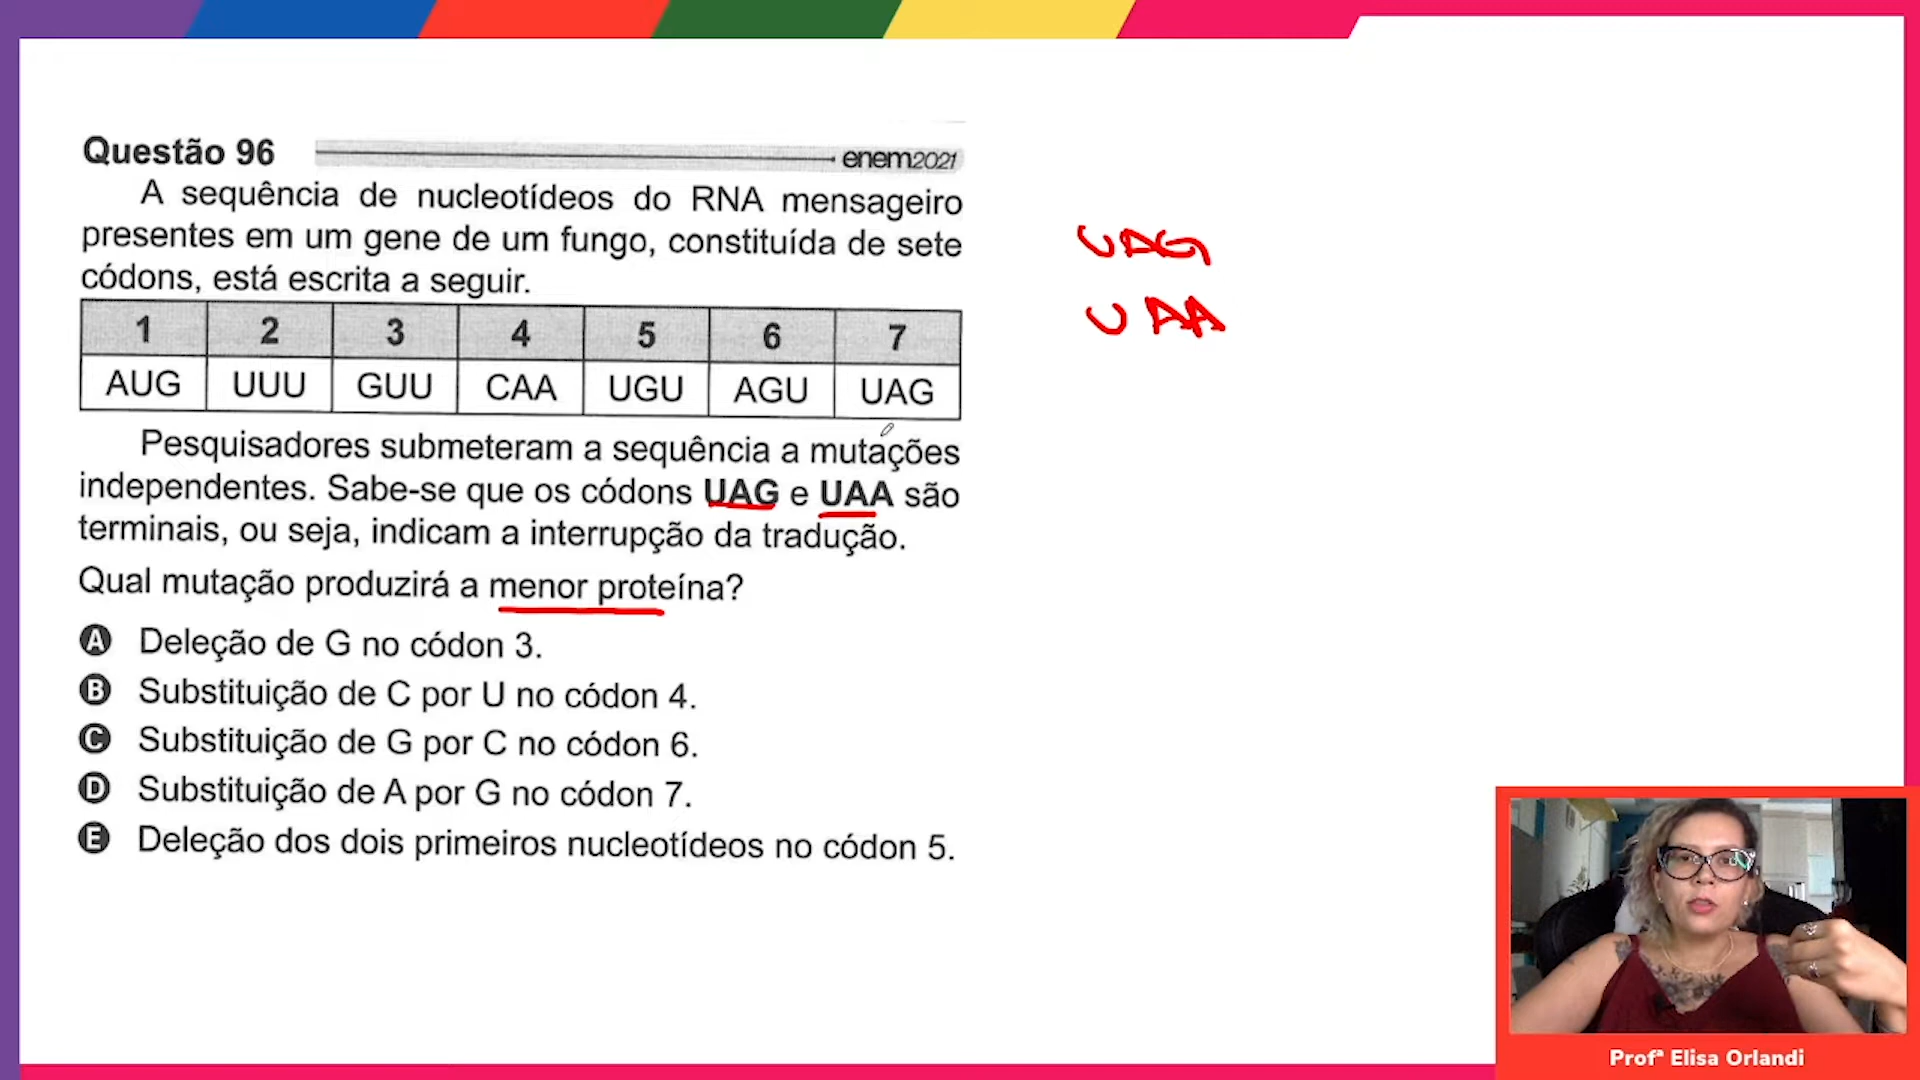 Questão 96
enem2021
A sequência de nucleotídeos do RNA mensageiro
presentes em um gene de um fungo, constituída de sete
códons, está escrita a seguir.
1 2 3 4 5 6 7
AUG UUU GUU CAA UGU AGU UAG
Pesquisadores submeteram a sequência a mutações
independentes. Sabe-se que os códons UAG e UAA são
terminais, ou seja, indicam a interrupção da tradução.
Qual mutação produzirá a menor proteína?
A Deleção de G no códon 3.
B Substituição de C por U no códon 4.
C Substituição de G por C no códon 6.
D Substituição de A por G no códon 7.
E Deleção dos dois primeiros nucleotídeos no códon 5.
UAG
UAA
Profª Elisa Orlandi